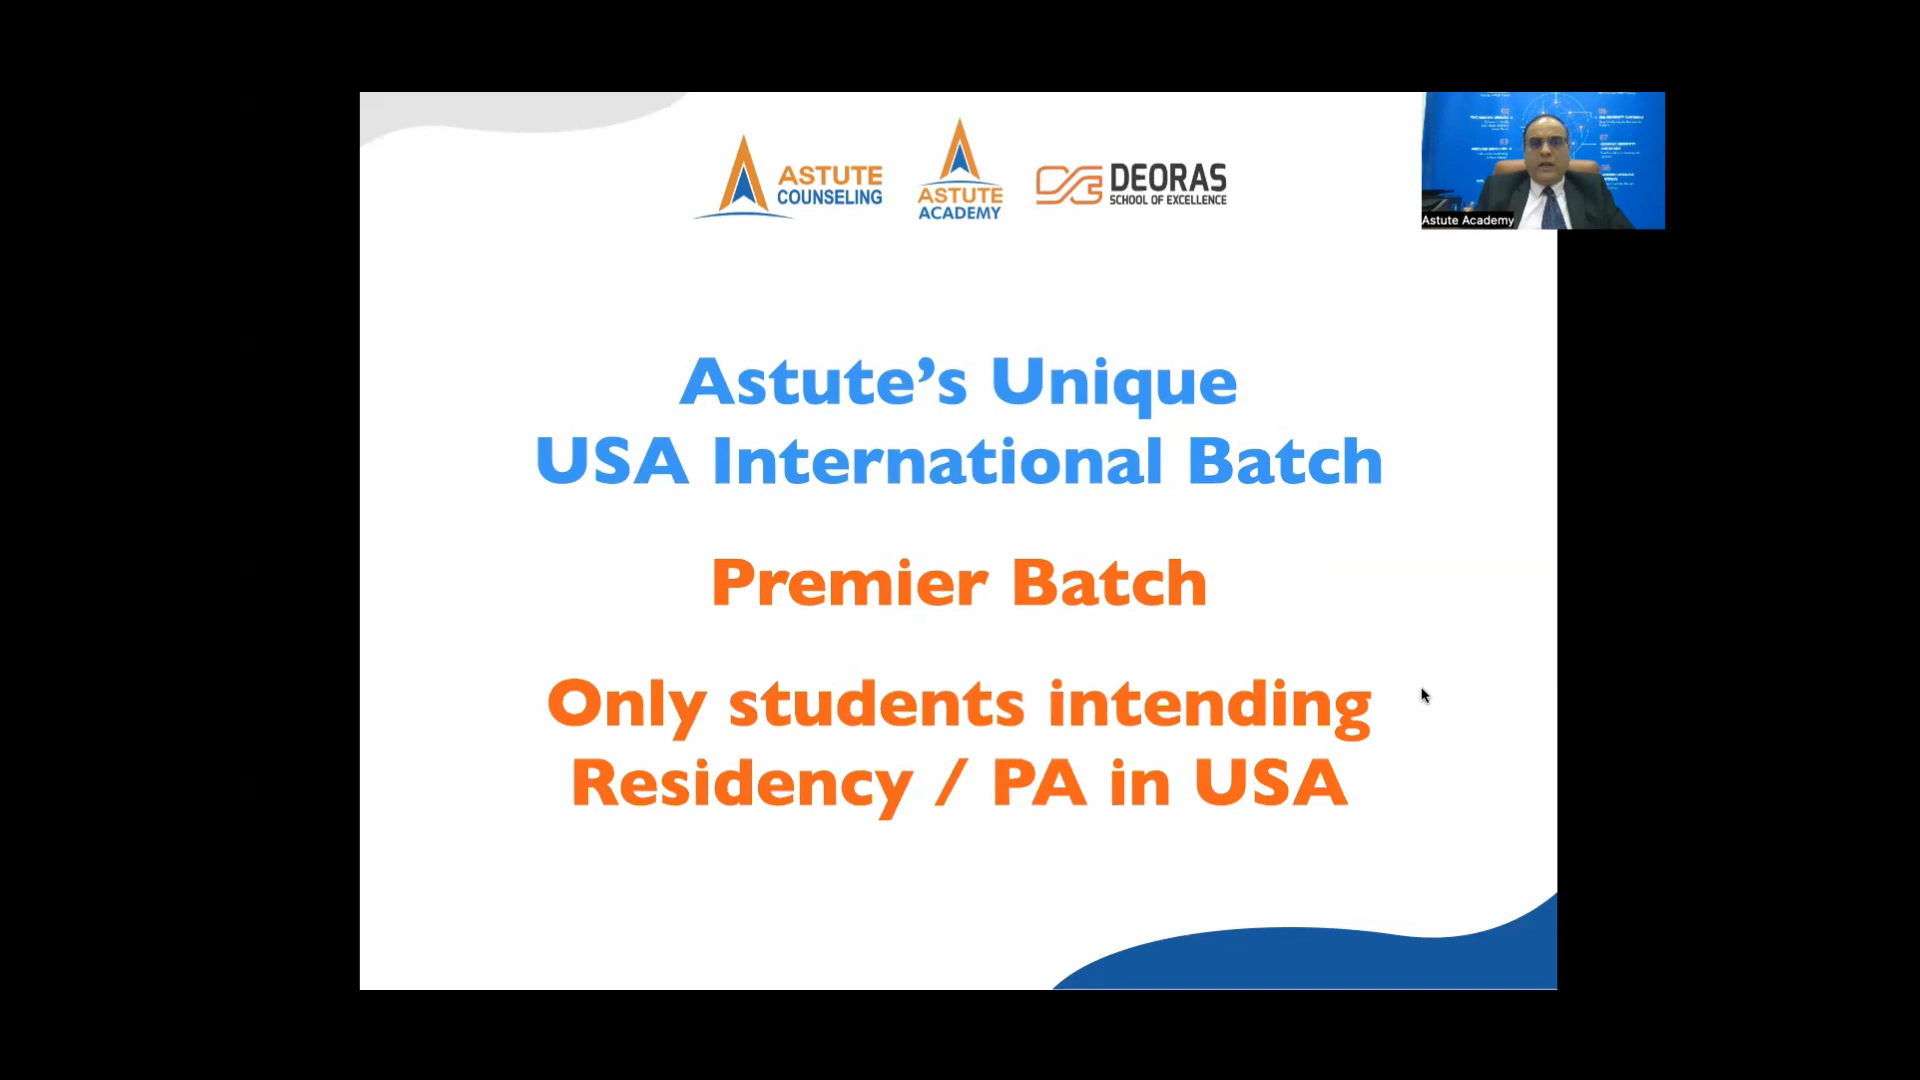 ASTUTE
COUNSELING
ASTUTE
ACADEMY
DEORAS
SCHOOL OF EXCELLENCE
Astute Academy
Astute’s Unique
USA International Batch
Premier Batch
Only students intending
Residency / PA in USA